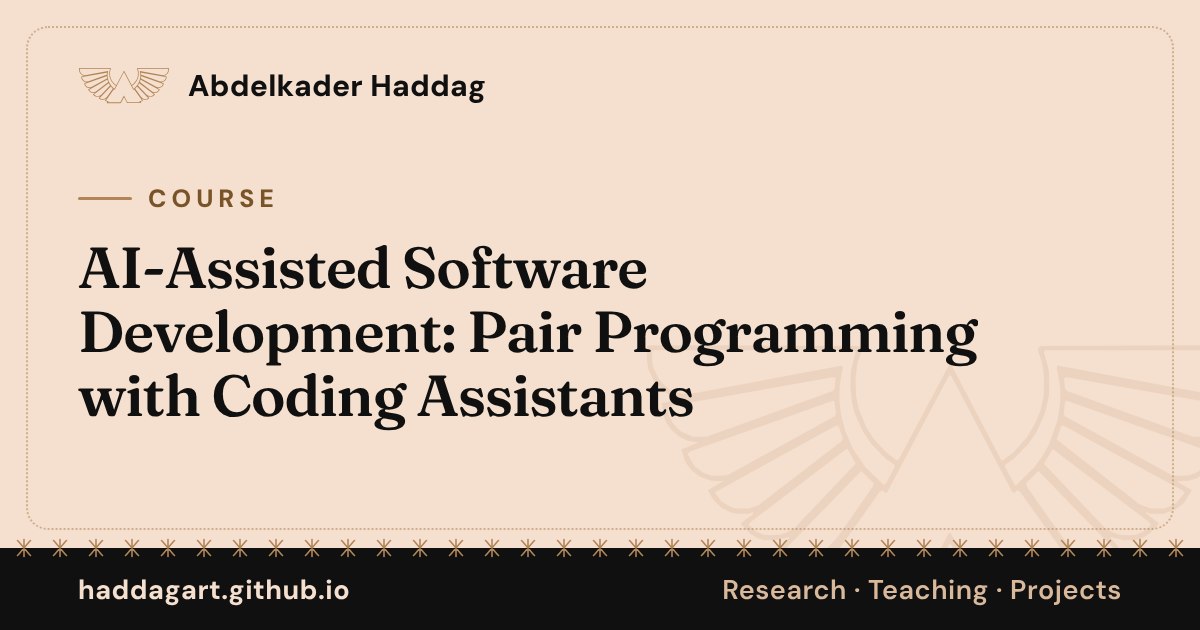 Abdelkader Haddag
COURSE
AI-Assisted Software
Development: Pair Programming
with Coding Assistants
haddagart.github.io
Research · Teaching · Projects